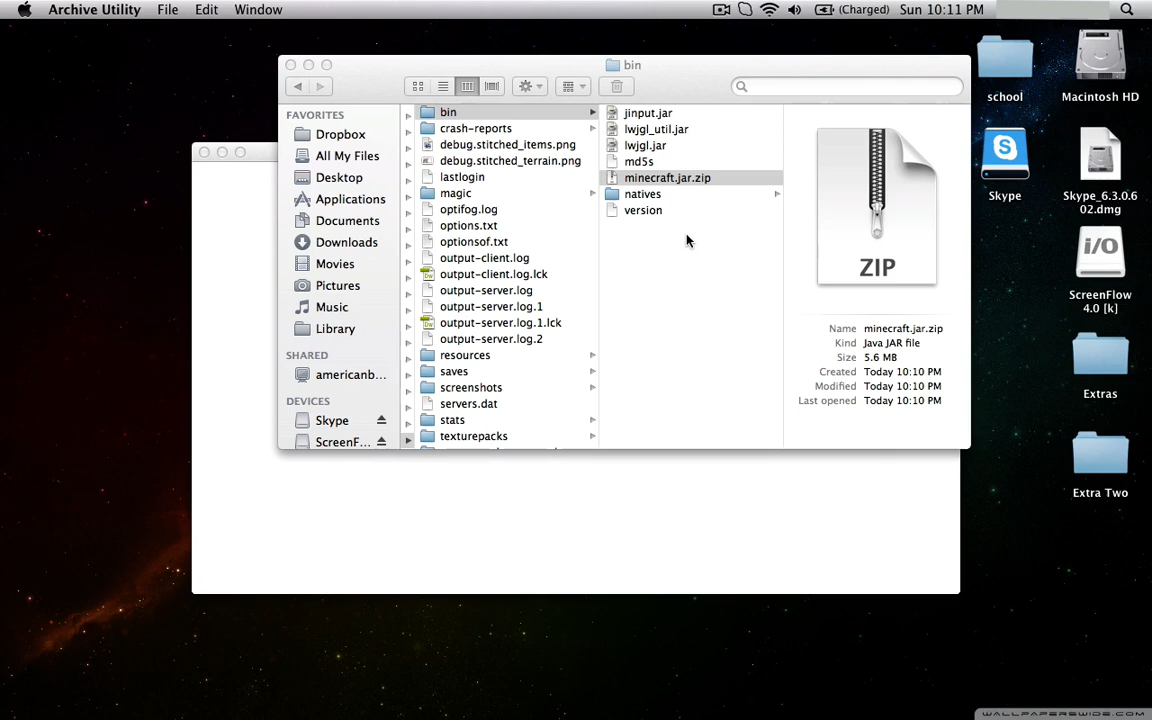 Archive Utility File Edit Window (Charged) Sun 10:11 PM
bin
FAVORITES
Dropbox
All My Files
Desktop
Applications
Documents
Downloads
Movies
Pictures
Music
Library
SHARED
americanb...
DEVICES
Skype
ScreenF...
bin
crash-reports
debug.stitched_items.png
debug.stitched_terrain.png
lastlogin
magic
optifog.log
options.txt
optionsof.txt
output-client.log
output-client.log.lck
output-server.log
output-server.log.1
output-server.log.1.lck
output-server.log.2
resources
saves
screenshots
servers.dat
stats
texturepacks
jinput.jar
lwjgl_util.jar
lwjgl.jar
md5s
minecraft.jar.zip
natives
version
ZIP
Name minecraft.jar.zip
Kind Java JAR file
Size 5.6 MB
Created Today 10:10 PM
Modified Today 10:10 PM
Last opened Today 10:10 PM
school
Macintosh HD
Skype
Skype_6.3.0.6
02.dmg
I/O
ScreenFlow
4.0 [k]
Extras
Extra Two
WALLPAPERSWIDE.COM